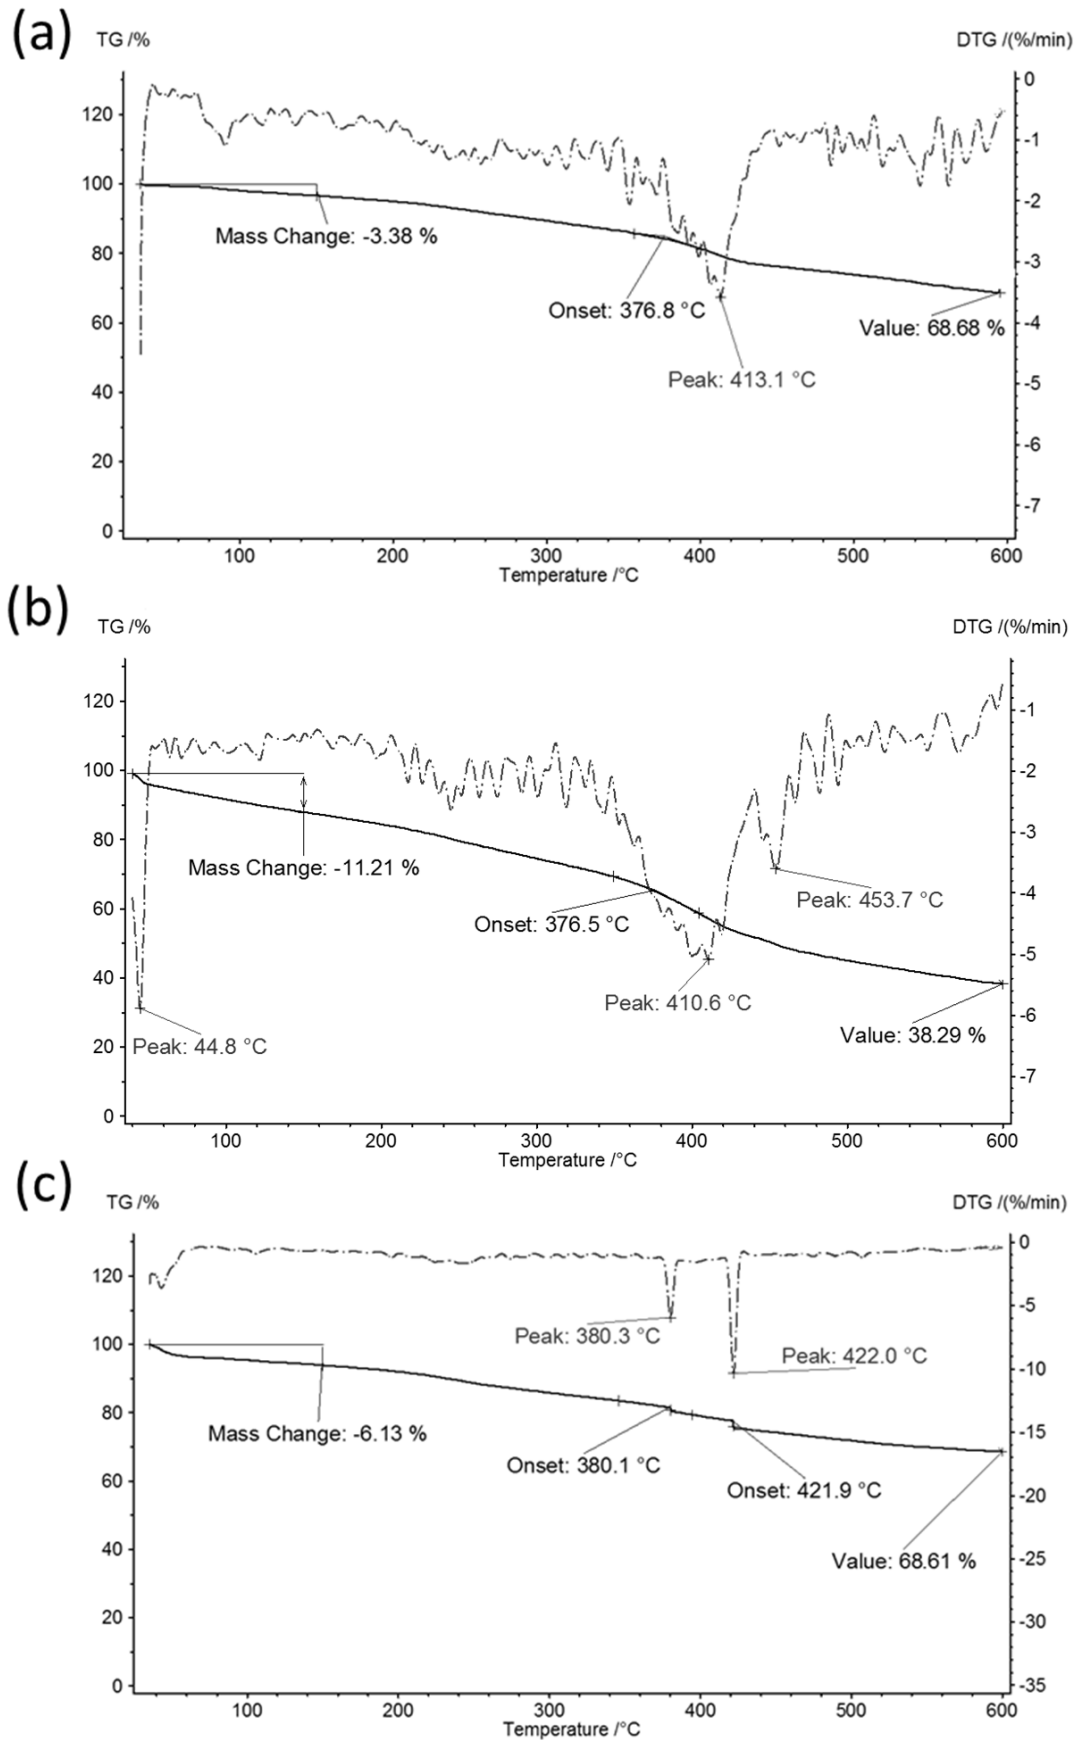 (a)
TG /%
DTG /(%/min)
0
120
-1
100
-2
Mass Change: -3.38 %
80
-3
Onset: 376.8 °C
60
Value: 68.68 %
-4
Peak: 413.1 °C
40
-5
-6
20
-7
0
100 200 300 400 500 600
Temperature /°C
(b)
TG /%
DTG /(%/min)
120
-1
100
-2
80
-3
Mass Change: -11.21 %
-4
Peak: 453.7 °C
60
Onset: 376.5 °C
-5
40
Peak: 410.6 °C
-6
Value: 38.29 %
20
Peak: 44.8 °C
-7
0
100 200 300 400 500 600
Temperature /°C
(c)
TG /%
DTG /(%/min)
0
120
-5
Peak: 380.3 °C
100
Peak: 422.0 °C
-10
80
Mass Change: -6.13 %
-15
Onset: 380.1 °C
60
Onset: 421.9 °C
-20
40
Value: 68.61 %
-25
20
-30
0
-35
100 200 300 400 500 600
Temperature /°C